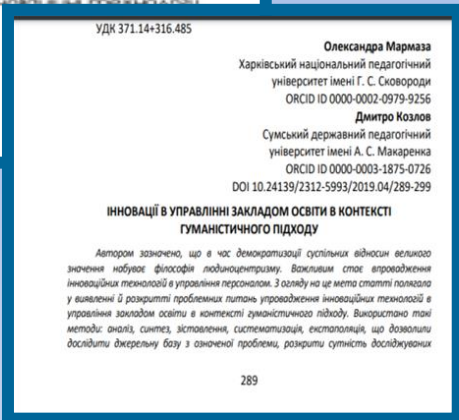 УДК 371.14+316.485
Олександра Мармаза
Харківський національний педагогічний
університет імені Г. С. Сковороди
ORCID ID 0000-0002-0979-9256
Дмитро Козлов
Сумський державний педагогічний
університет імені А. С. Макаренка
ORCID ID 0000-0003-1875-0726
DOI 10.24139/2312-5993/2019.04/289-299
ІННОВАЦІЇ В УПРАВЛІННІ ЗАКЛАДОМ ОСВІТИ В КОНТЕКСТІ
ГУМАНІСТИЧНОГО ПІДХОДУ
Автором зазначено, що в час демократизації суспільних відносин великого
значення набуває філософія людиноцентризму. Важливим стає впровадження
інноваційних технологій в управління персоналом. З огляду на це мета статті полягала
у виявленні й розкритті проблемних питань упровадження інноваційних технологій в
управління закладом освіти в контексті гуманістичного підходу. Використано такі
методи: аналіз, синтез, зіставлення, систематизація, екстаполяція, що дозволили
дослідити джерельну базу з означеної проблеми, розкрити сутність досліджуваних
289